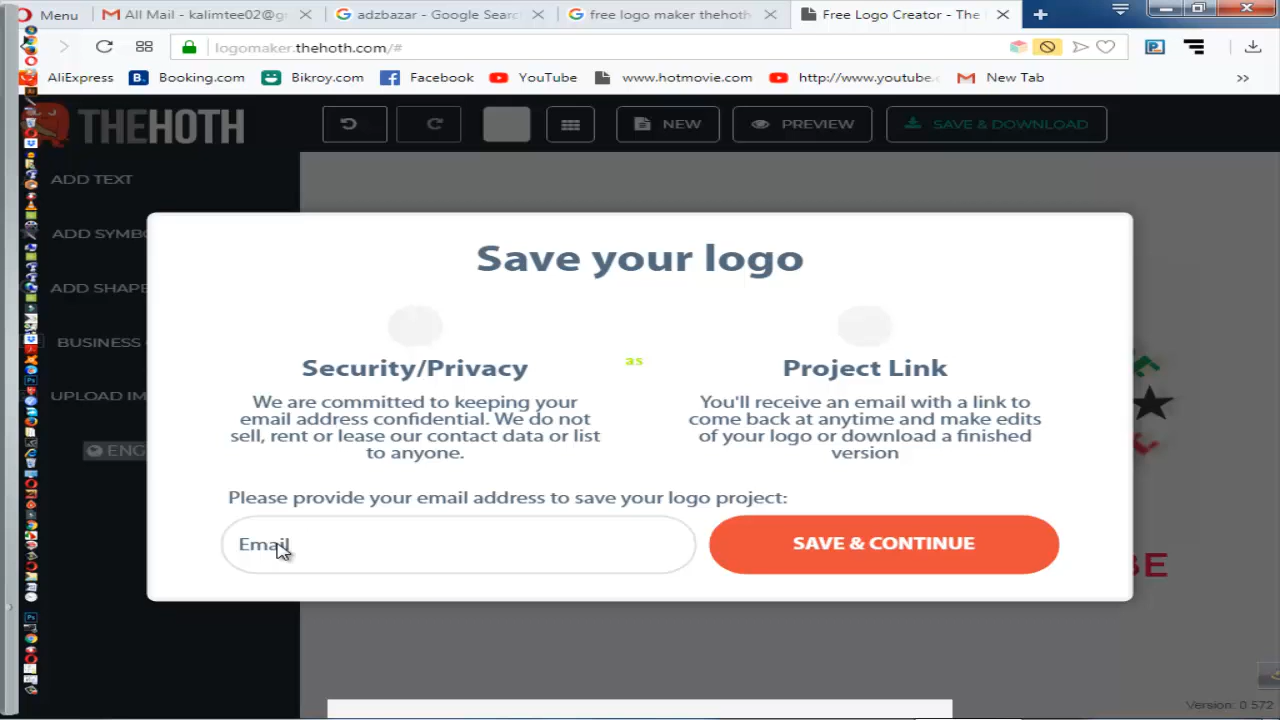 Menu
All Mail - kalimtee02@g
adzbazar - Google Searc
free logo maker thehoth
Free Logo Creator - The
logomaker.thehoth.com/#
AliExpress
Booking.com
Bikroy.com
Facebook
YouTube
www.hotmoviesm.com
http://www.youtube.
New Tab
THEHOTH
NEW
PREVIEW
SAVE & DOWNLOAD
ADD TEXT
ADD SYMBO
ADD SHAPE
BUSINESS
UPLOAD IM
ENG
Save your logo
as
Security/Privacy
We are committed to keeping your
email address confidential. We do not
sell, rent or lease our contact data or list
to anyone.
Project Link
You'll receive an email with a link to
come back at anytime and make edits
of your logo or download a finished
version
Please provide your email address to save your logo project:
Email
SAVE & CONTINUE
BE
Version: 0.572